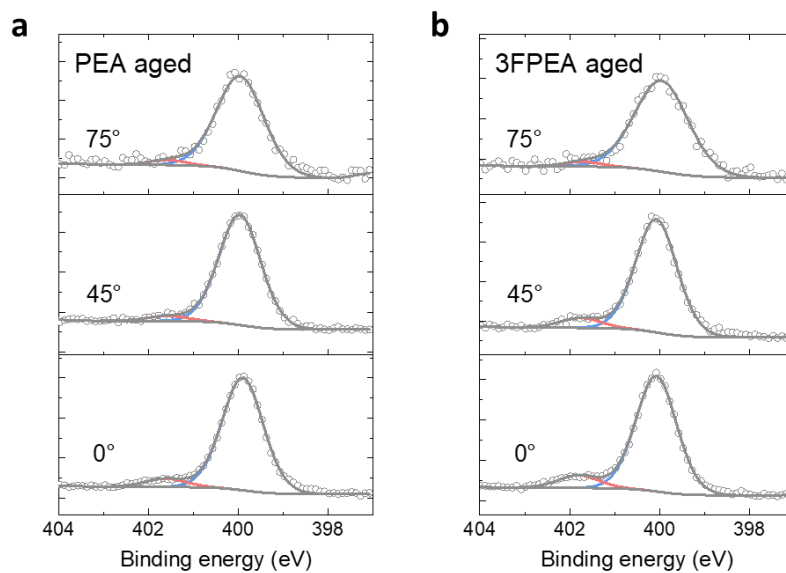 a
PEA aged
75°
45°
0°
404 402 400 398
Binding energy (eV)
b
3FPEA aged
75°
45°
0°
404 402 400 398
Binding energy (eV)